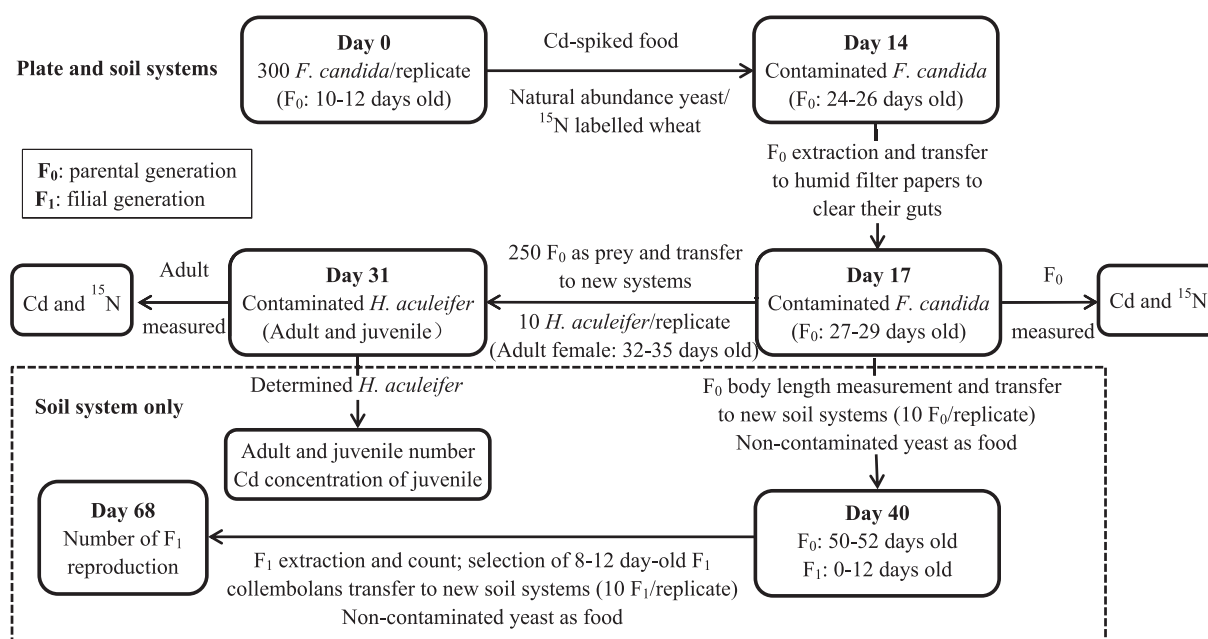 Plate and soil systems
Day 0
300 F. candida/replicate
(F₀: 10-12 days old)
Cd-spiked food
Natural abundance yeast/
¹⁵N labelled wheat
Day 14
Contaminated F. candida
(F₀: 24-26 days old)
F₀: parental generation
F₁: filial generation
F₀ extraction and transfer
to humid filter papers to
clear their guts
Cd and ¹⁵N
Adult
measured
Day 31
Contaminated H. aculeifer
(Adult and juvenile)
250 F₀ as prey and transfer
to new systems
10 H. aculeifer/replicate
(Adult female: 32-35 days old)
Day 17
Contaminated F. candida
(F₀: 27-29 days old)
F₀
measured
Cd and ¹⁵N
Soil system only
Determined H. aculeifer
Adult and juvenile number
Cd concentration of juvenile
F₀ body length measurement and transfer
to new soil systems (10 F₀/replicate)
Non-contaminated yeast as food
Day 68
Number of F₁
reproduction
F₁ extraction and count; selection of 8-12 day-old F₁
collembolans transfer to new soil systems (10 F₁/replicate)
Non-contaminated yeast as food
Day 40
F₀: 50-52 days old
F₁: 0-12 days old